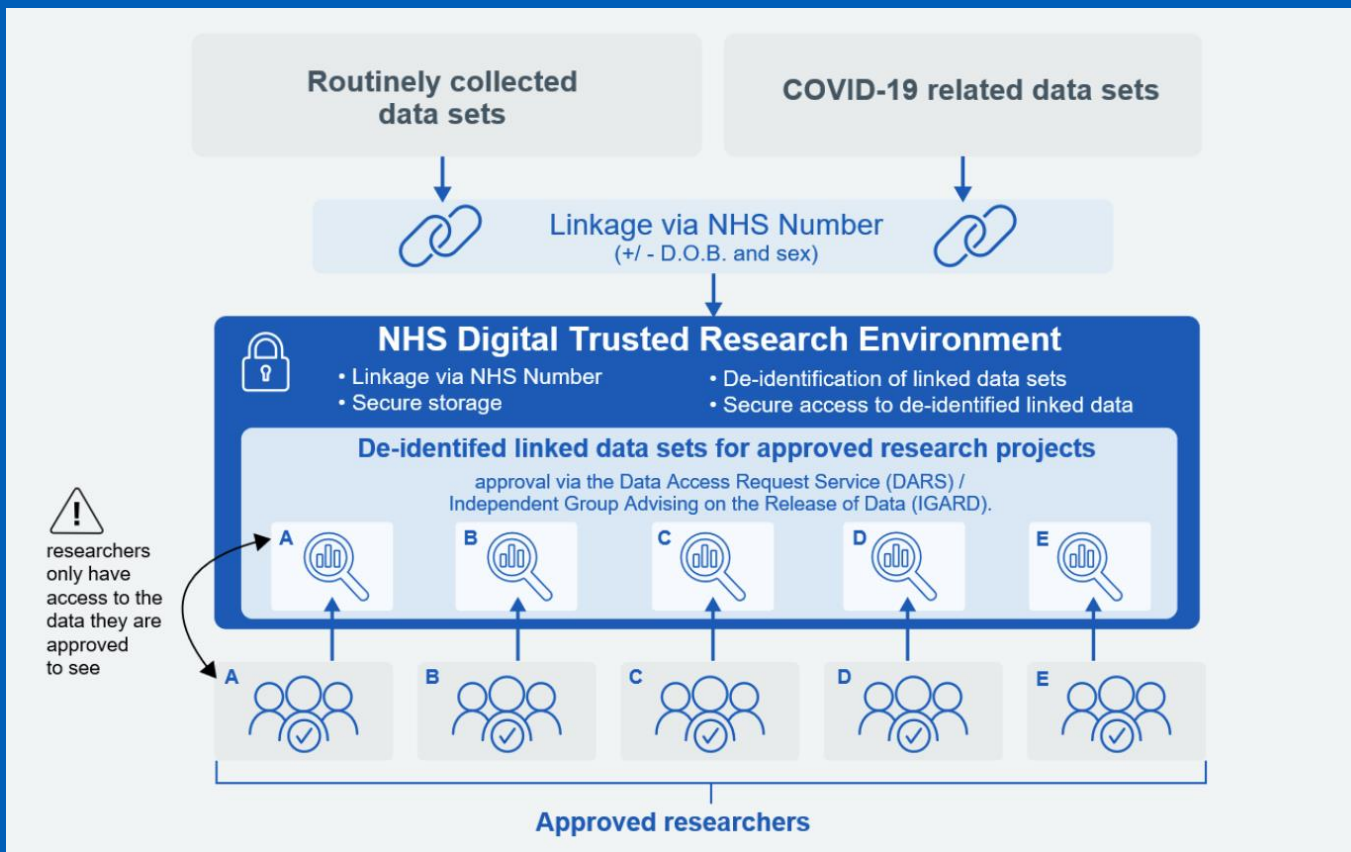 Routinely collected
data sets
COVID-19 related data sets
Linkage via NHS Number
(+/ - D.O.B. and sex)
NHS Digital Trusted Research Environment
• Linkage via NHS Number
• Secure storage
• De-identification of linked data sets
• Secure access to de-identified linked data
De-identifed linked data sets for approved research projects
approval via the Data Access Request Service (DARS) /
Independent Group Advising on the Release of Data (IGARD).
!
researchers
only have
access to the
data they are
approved
to see
A
B
C
D
E
A
B
C
D
E
Approved researchers